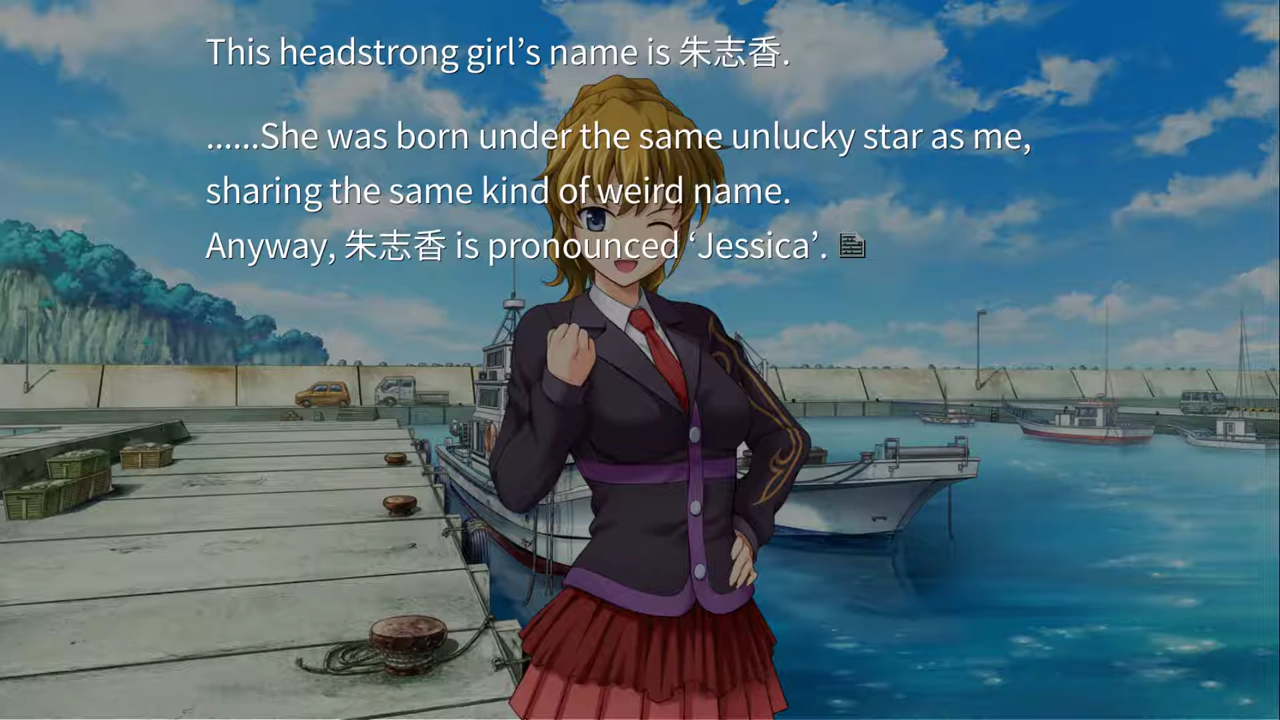 This headstrong girl’s name is 朱志香.
......She was born under the same unlucky star as me,
sharing the same kind of weird name.
Anyway, 朱志香 is pronounced ‘Jessica’.